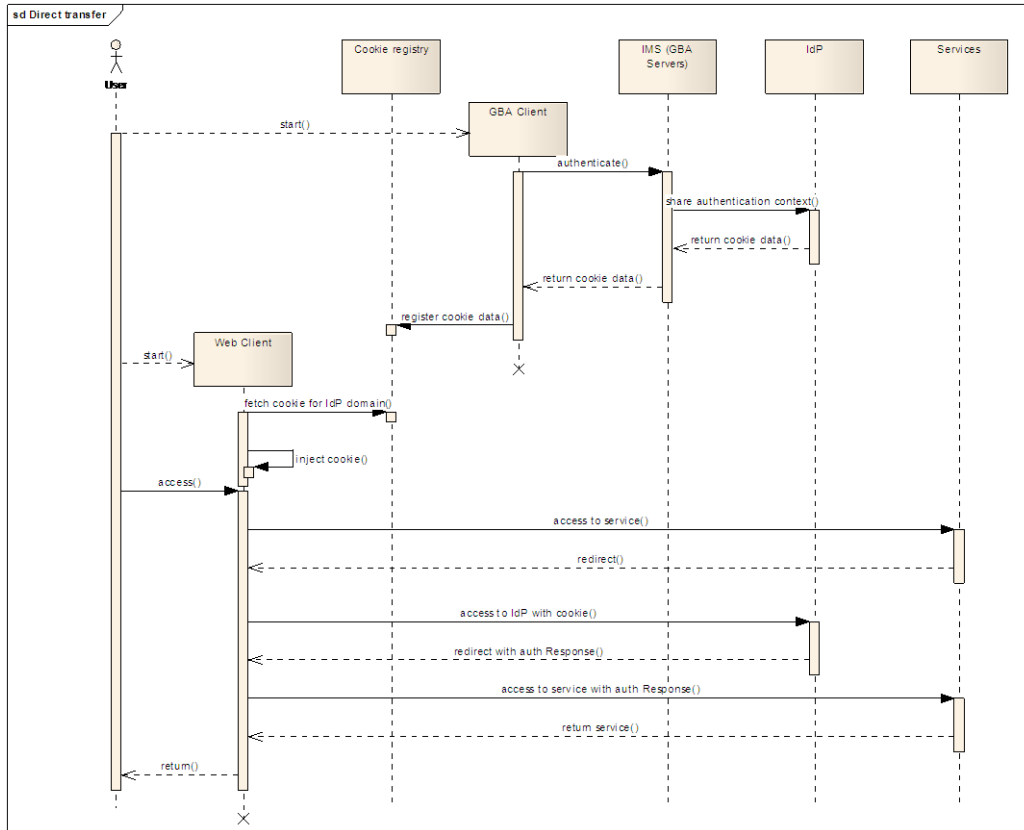 sd Direct transfer
User
Cookie registry
IMS (GBA
Servers)
IdP
Services
GBA Client
start()
authenticate()
share authentication context()
return cookie data()
return cookie data()
register cookie data()
Web Client
start()
fetch cookie for IdP domain()
inject cookie()
access()
access to service()
redirect()
access to IdP with cookie()
redirect with auth Response()
access to service with auth Response()
return service()
return()